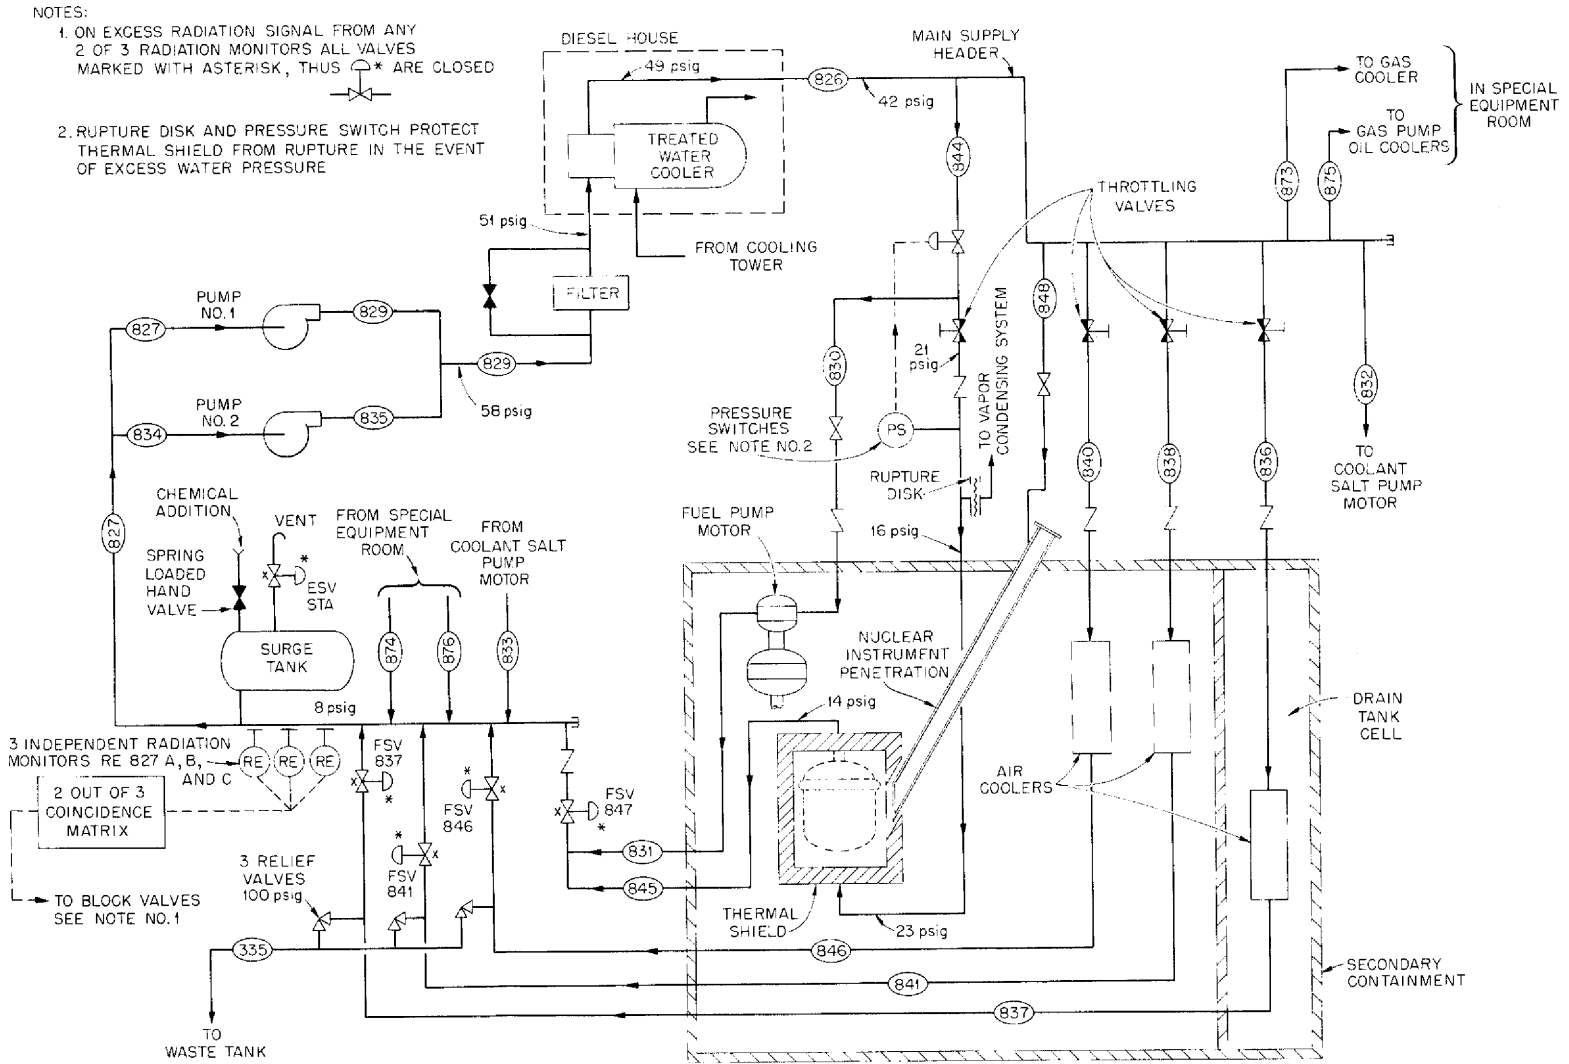 NOTES:
1. ON EXCESS RADIATION SIGNAL FROM ANY
2 OF 3 RADIATION MONITORS ALL VALVES
MARKED WITH ASTERISK, THUS * ARE CLOSED
2. RUPTURE DISK AND PRESSURE SWITCH PROTECT
THERMAL SHIELD FROM RUPTURE IN THE EVENT
OF EXCESS WATER PRESSURE
DIESEL HOUSE
49 psig
TREATED
WATER
COOLER
826
42 psig
MAIN SUPPLY
HEADER
844
TO GAS
COOLER
TO
GAS PUMP
OIL COOLERS
IN SPECIAL
EQUIPMENT
ROOM
873
875
THROTTLING
VALVES
51 psig
FROM COOLING
TOWER
FILTER
PUMP
NO. 1
827
829
829
58 psig
PUMP
NO. 2
834
835
830
848
21
psig
TO VAPOR
CONDENSING SYSTEM
PRESSURE
SWITCHES
SEE NOTE NO. 2
PS
RUPTURE
DISK
16 psig
840
838
836
832
TO
COOLANT
SALT PUMP
MOTOR
CHEMICAL
ADDITION
VENT
827
SPRING
LOADED
HAND
VALVE
*
ESV
STA
FROM SPECIAL
EQUIPMENT
ROOM
FROM
COOLANT SALT
PUMP
MOTOR
FUEL PUMP
MOTOR
SURGE
TANK
874
876
833
8 psig
NUCLEAR
INSTRUMENT
PENETRATION
14 psig
DRAIN
TANK
CELL
3 INDEPENDENT RADIATION
MONITORS RE 827 A, B,
AND C
RE
RE
RE
2 OUT OF 3
COINCIDENCE
MATRIX
FSV
837
*
*
FSV
846
FSV
847
*
*
FSV
841
AIR
COOLERS
831
845
3 RELIEF
VALVES
100 psig
TO BLOCK VALVES
SEE NOTE NO. 1
THERMAL
SHIELD
23 psig
335
846
841
837
SECONDARY
CONTAINMENT
TO
WASTE TANK